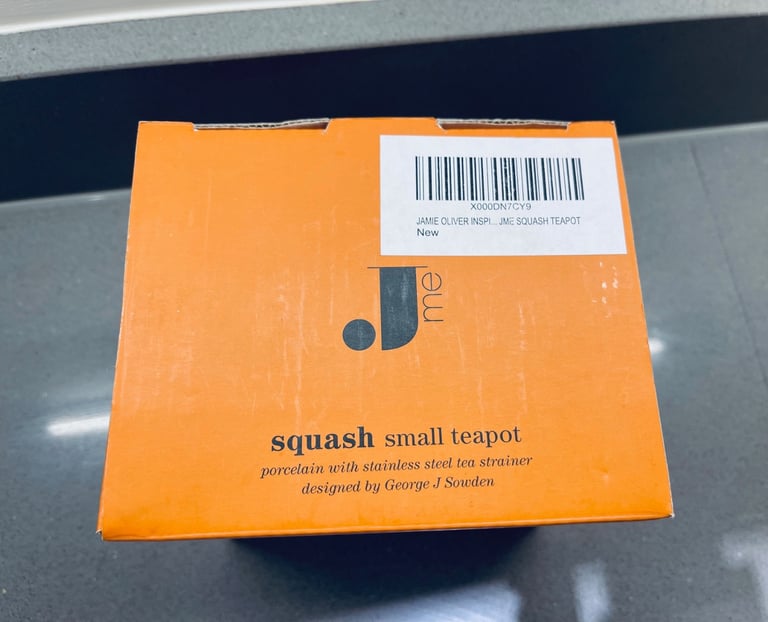 X000DN7CY9
JAMIE OLIVER INSPI... JME SQUASH TEAPOT
New
Jme
squash small teapot
porcelain with stainless steel tea strainer
designed by George J Sowden